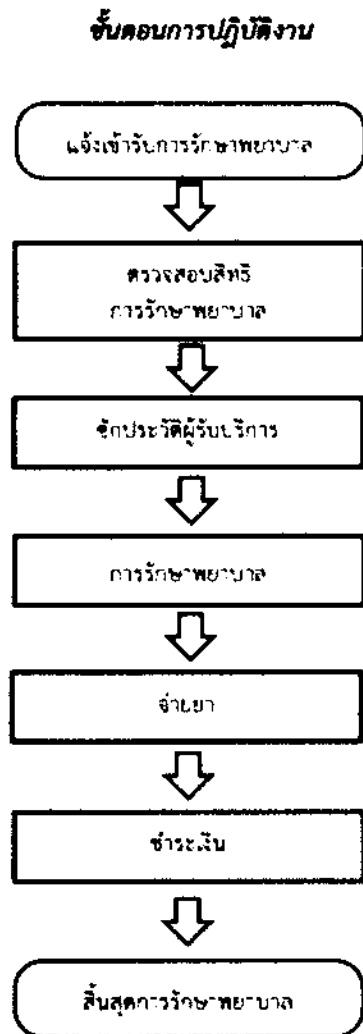 ขั้นตอนการปฏิบัติงาน
แจ้งเข้ารับการรักษาพยาบาล
ตรวจสอบสิทธิ
การรักษาพยาบาล
ซักประวัติผู้รับบริการ
การรักษาพยาบาล
จ่ายยา
ชำระเงิน
สิ้นสุดการรักษาพยาบาล